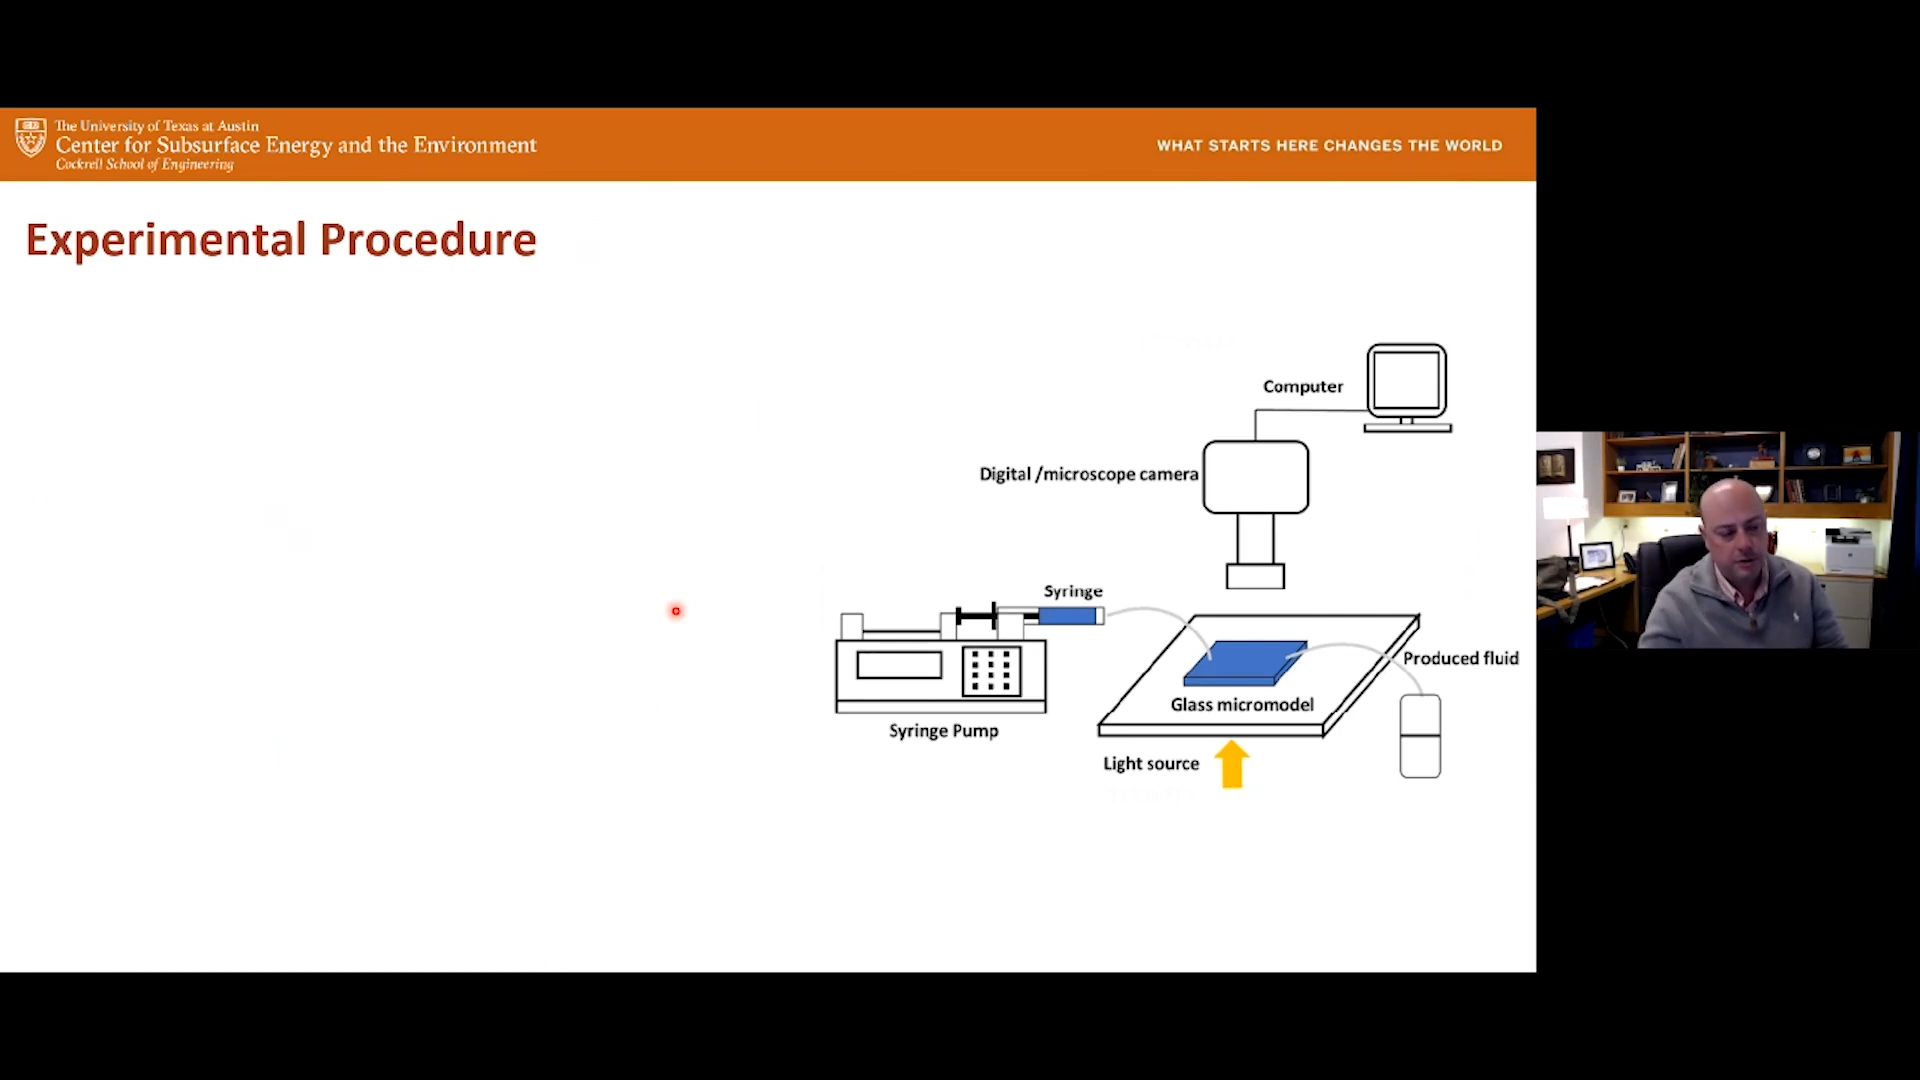 The University of Texas at Austin
Center for Subsurface Energy and the Environment
Cockrell School of Engineering
WHAT STARTS HERE CHANGES THE WORLD
Experimental Procedure
Computer
Digital /microscope camera
Syringe
Produced fluid
Glass micromodel
Syringe Pump
Light source